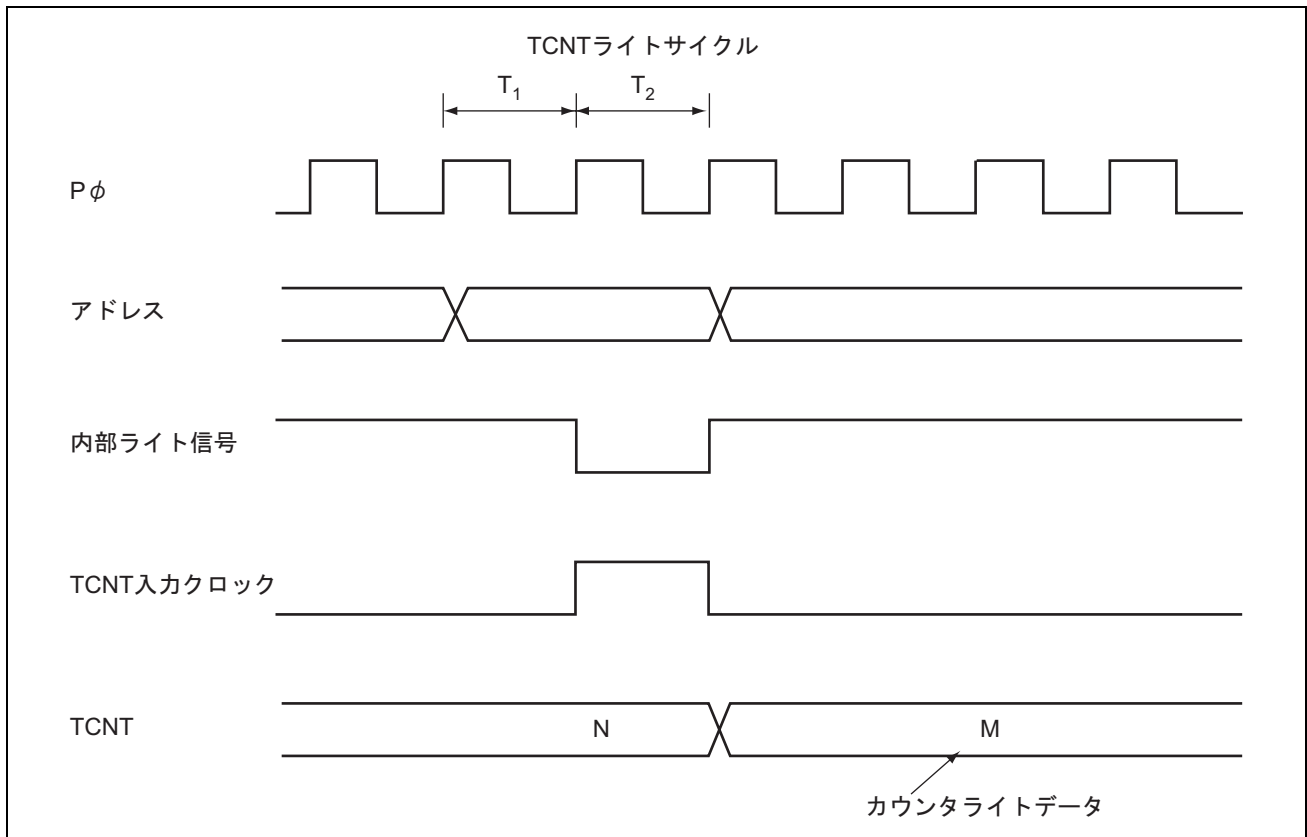 TCNTライトサイクル
T1 T2
Pφ
アドレス
内部ライト信号
TCNT入力クロック
TCNT N M
カウンタライトデータ